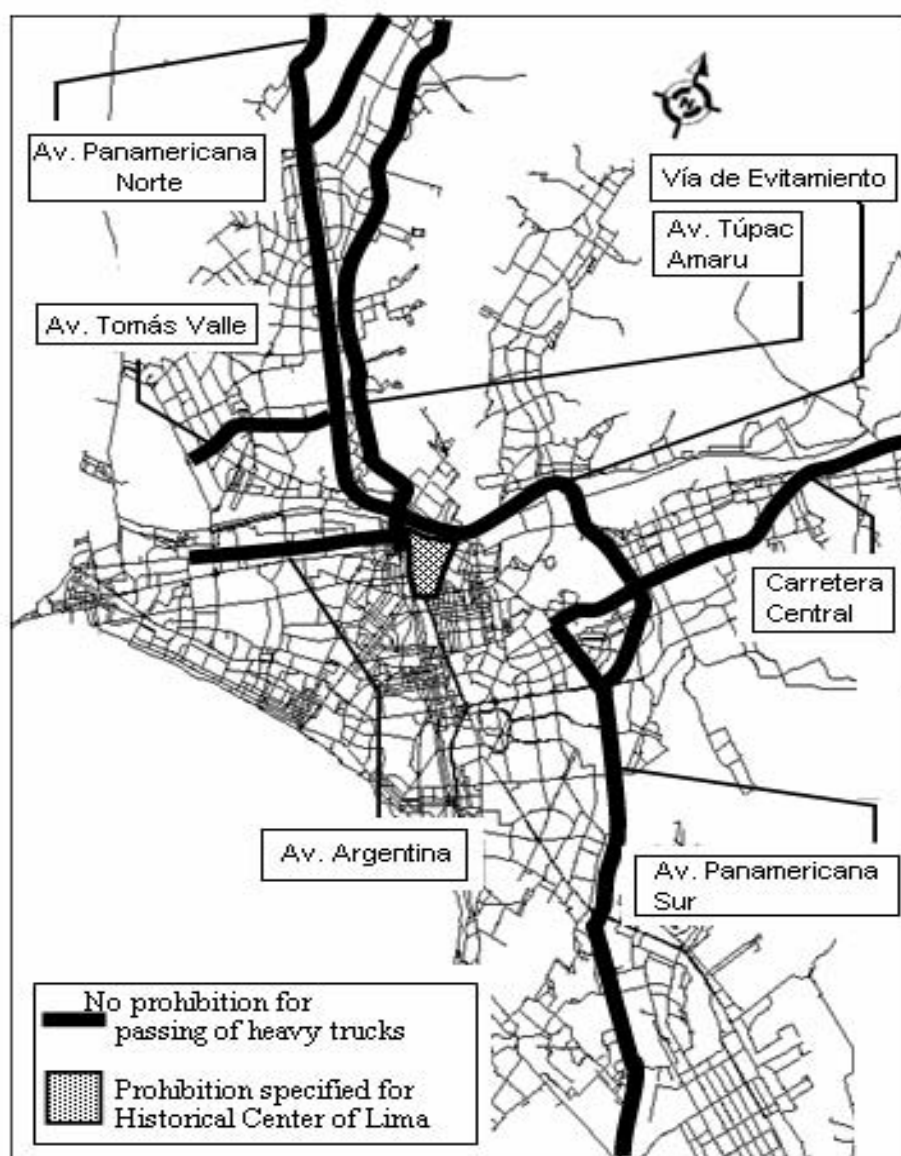 Av. Panamericana
Norte
N
Vía de Evitamiento
Av. Túpac
Amaru
Av. Tomás Valle
Carretera
Central
Av. Argentina
Av. Panamericana
Sur
No prohibition for
passing of heavy trucks
Prohibition specified for
Historical Center of Lima